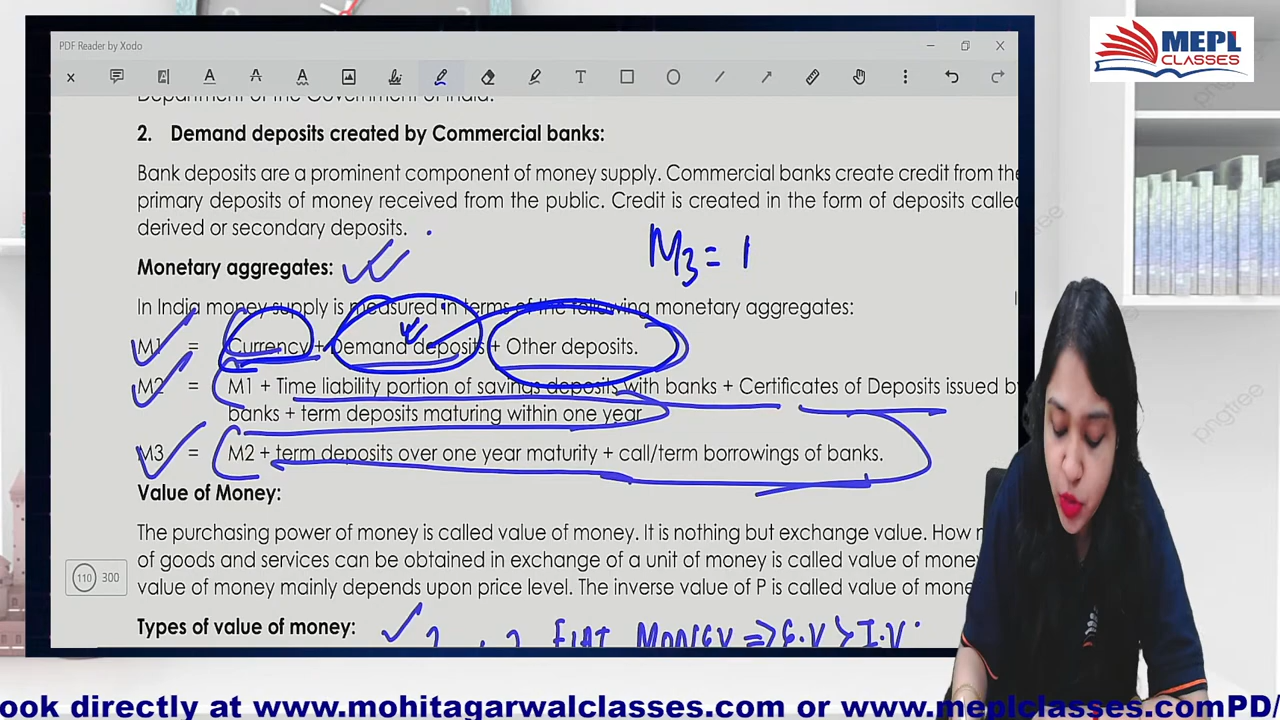 PDF Reader by Xodo
MEPL
CLASSES
Department of the Government of India.
2. Demand deposits created by Commercial banks:
Bank deposits are a prominent component of money supply. Commercial banks create credit from the
primary deposits of money received from the public. Credit is created in the form of deposits called
derived or secondary deposits.
M3 = 1
Monetary aggregates:
In India money supply is measured in terms of the following monetary aggregates:
M1 = Currency + Demand deposits + Other deposits.
M2 = M1 + Time liability portion of savings deposits with banks + Certificates of Deposits issued by
banks + term deposits maturing within one year.
M3 = M2 + term deposits over one year maturity + call/term borrowings of banks.
Value of Money:
The purchasing power of money is called value of money. It is nothing but exchange value. How
of goods and services can be obtained in exchange of a unit of money is called value of money
value of money mainly depends upon price level. The inverse value of P is called value of
110 300
Types of value of money:
Fiat Money => I.V.
ook directly at www.mohitagarwalclasses.com or www.meplclasses.comPD/
pngtree
pngtree